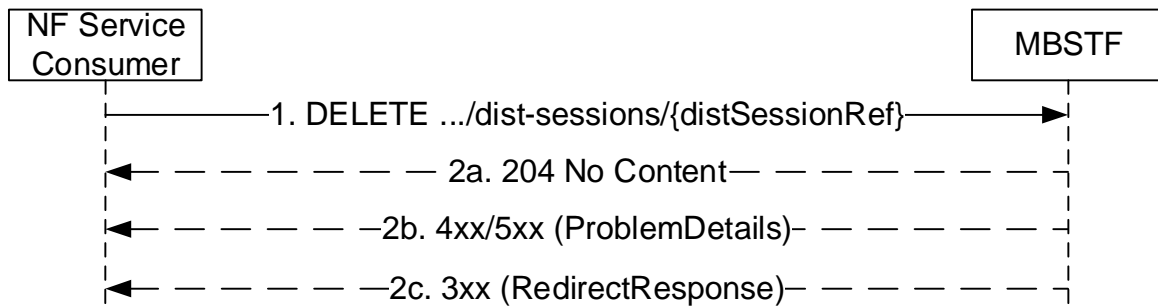 NF Service
Consumer
MBSTF
1. DELETE .../dist-sessions/{distSessionRef}
2a. 204 No Content
2b. 4xx/5xx (ProblemDetails)
2c. 3xx (RedirectResponse)